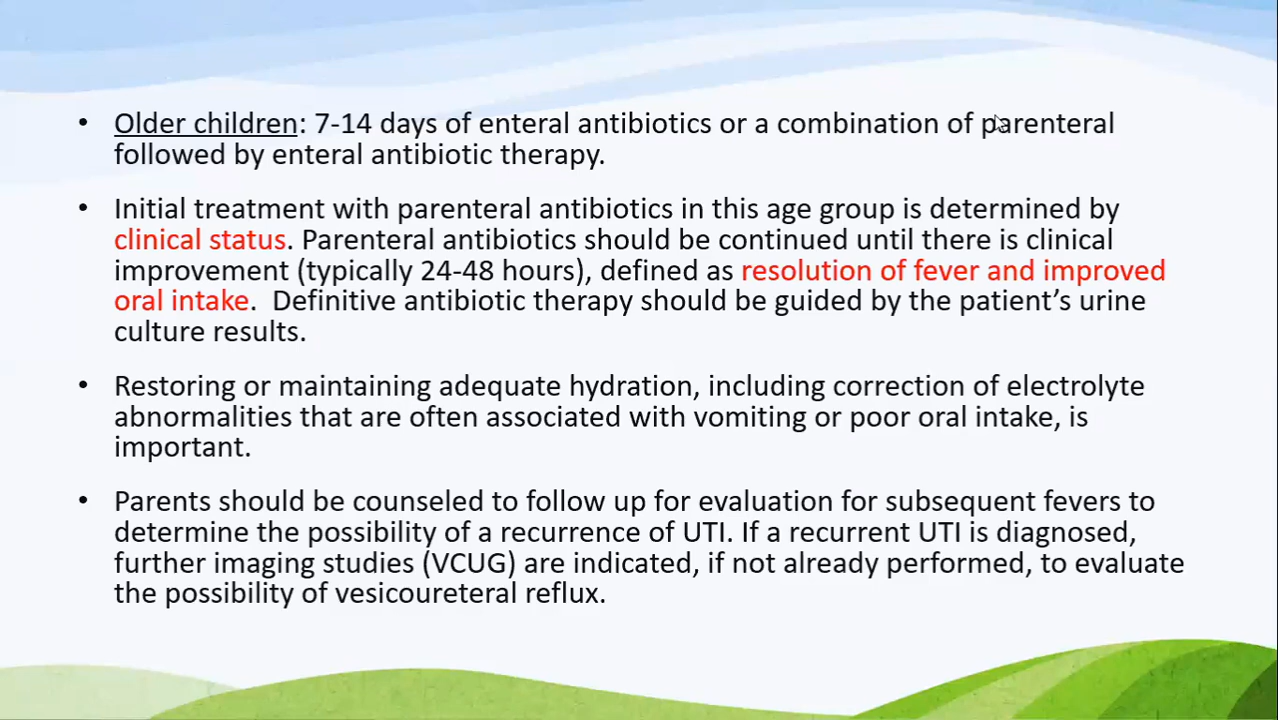 • Older children: 7-14 days of enteral antibiotics or a combination of parenteral
followed by enteral antibiotic therapy.
• Initial treatment with parenteral antibiotics in this age group is determined by
clinical status. Parenteral antibiotics should be continued until there is clinical
improvement (typically 24-48 hours), defined as resolution of fever and improved
oral intake.  Definitive antibiotic therapy should be guided by the patient’s urine
culture results.
• Restoring or maintaining adequate hydration, including correction of electrolyte
abnormalities that are often associated with vomiting or poor oral intake, is
important.
• Parents should be counseled to follow up for evaluation for subsequent fevers to
determine the possibility of a recurrence of UTI. If a recurrent UTI is diagnosed,
further imaging studies (VCUG) are indicated, if not already performed, to evaluate
the possibility of vesicoureteral reflux.